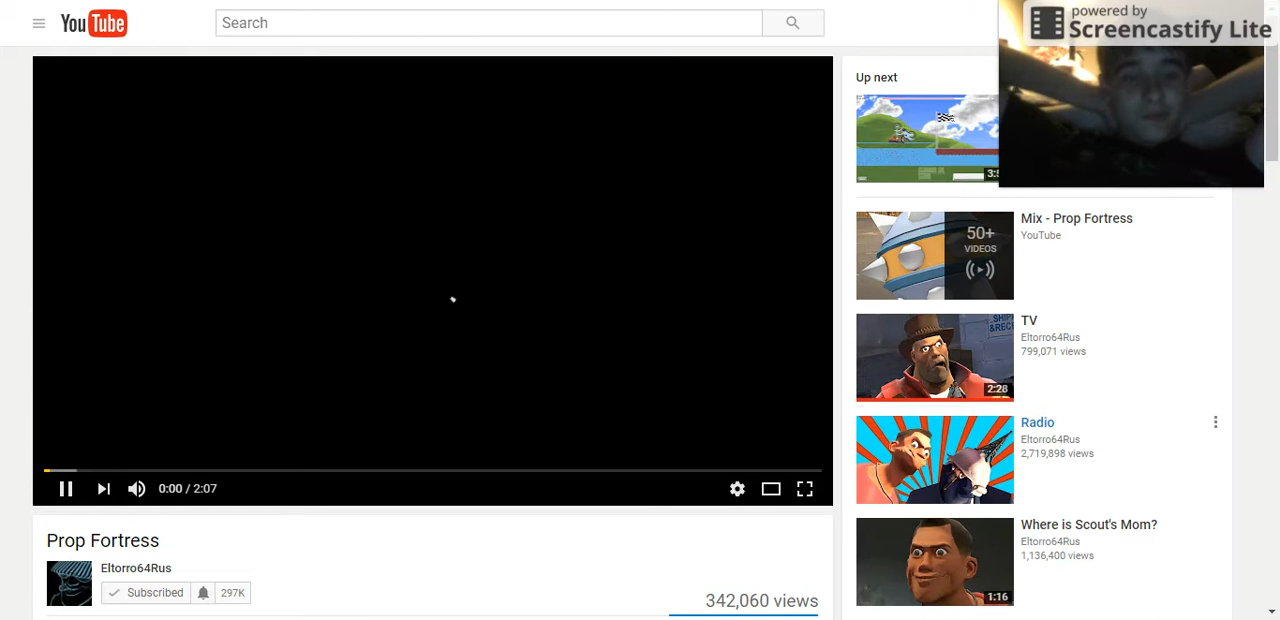 YouTube
Search
powered by
Screencastify Lite
Up next
Mix - Prop Fortress
YouTube
50+
VIDEOS
TV
Eltorro64Rus
799,071 views
2:28
Radio
Eltorro64Rus
2,719,898 views
Where is Scout's Mom?
Eltorro64Rus
1,136,400 views
1:16
0:00 / 2:07
Prop Fortress
Eltorro64Rus
Subscribed
297K
342,060 views